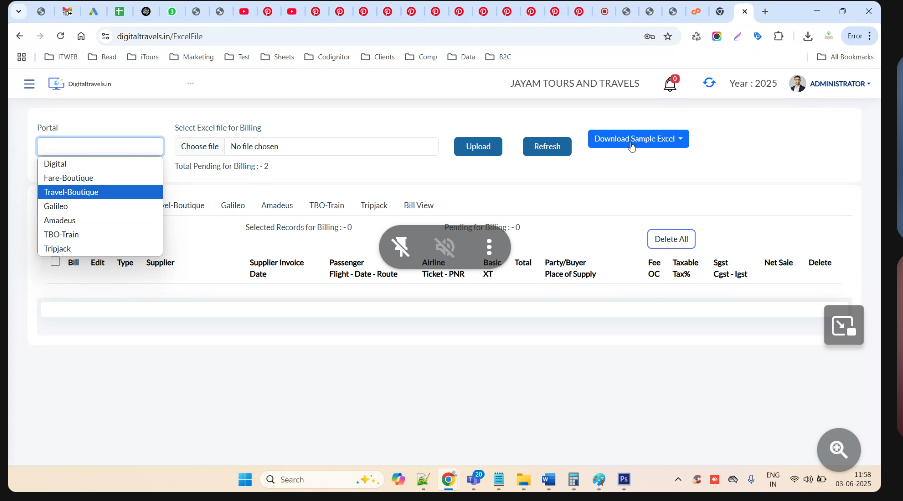 digitaltravels.in/ExcelFile
Error
ITWEB Read iTours Marketing Test Sheets Codignitor Clients Comp Data B2C All Bookmarks
Digitaltravels.in
JAYAM TOURS AND TRAVELS
0
Year : 2025
ADMINISTRATOR
Portal
Select Excel file for Billing
Choose file No file chosen
Upload
Refresh
Download Sample Excel
Total Pending for Billing : - 2
Digital
Fare-Boutique
Travel-Boutique
Galileo
Amadeus
TBO-Train
Tripjack
vel-Boutique Galileo Amadeus TBO-Train Tripjack Bill View
Selected Records for Billing : - 0
Pending for Billing : - 0
Delete All
Bill Edit Type Supplier Supplier Invoice Passenger Airline Basic Total Party/Buyer Fee Taxable Sgst Net Sale Delete
Date Flight - Date - Route Ticket - PNR XT Place of Supply OC Tax% Cgst - Igst
Search
20
ENG
IN
11:58
03-06-2025